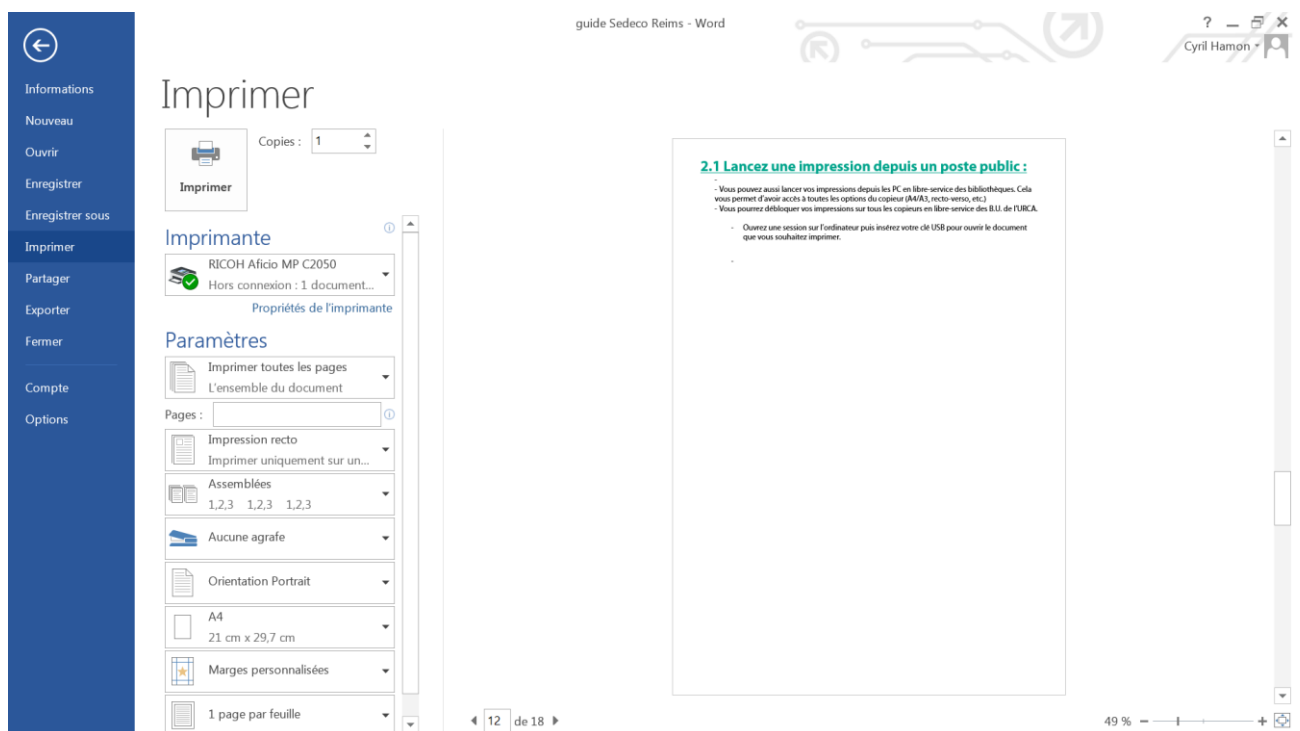 guide Sedeco Reims - Word
?
Cyril Hamon
Informations
Nouveau
Ouvrir
Enregistrer
Enregistrer sous
Imprimer
Partager
Exporter
Fermer
Compte
Options
Imprimer
Copies : 1
Imprimer
Imprimante
RICOH Aficio MP C2050
Hors connexion : 1 document...
Propriétés de l'imprimante
Paramètres
Imprimer toutes les pages
L'ensemble du document
Pages :
Impression recto
Imprimer uniquement sur un...
Assemblées
1,2,3 1,2,3 1,2,3
Aucune agrafe
Orientation Portrait
A4
21 cm x 29,7 cm
Marges personnalisées
1 page par feuille
2.1 Lancez une impression depuis un poste public :
-
- Vous pouvez aussi lancer vos impressions depuis les PC en libre-service des bibliothèques. Cela
vous permet d'avoir accès à toutes les options du copieur (A4/A3, recto-verso, etc.)
- Vous pourrez débloquer vos impressions sur tous les copieurs en libre-service des B.U. de l'URCA.
- Ouvrez une session sur l'ordinateur puis insérez votre clé USB pour ouvrir le document
que vous souhaitez imprimer.
-
12 de 18
49 %